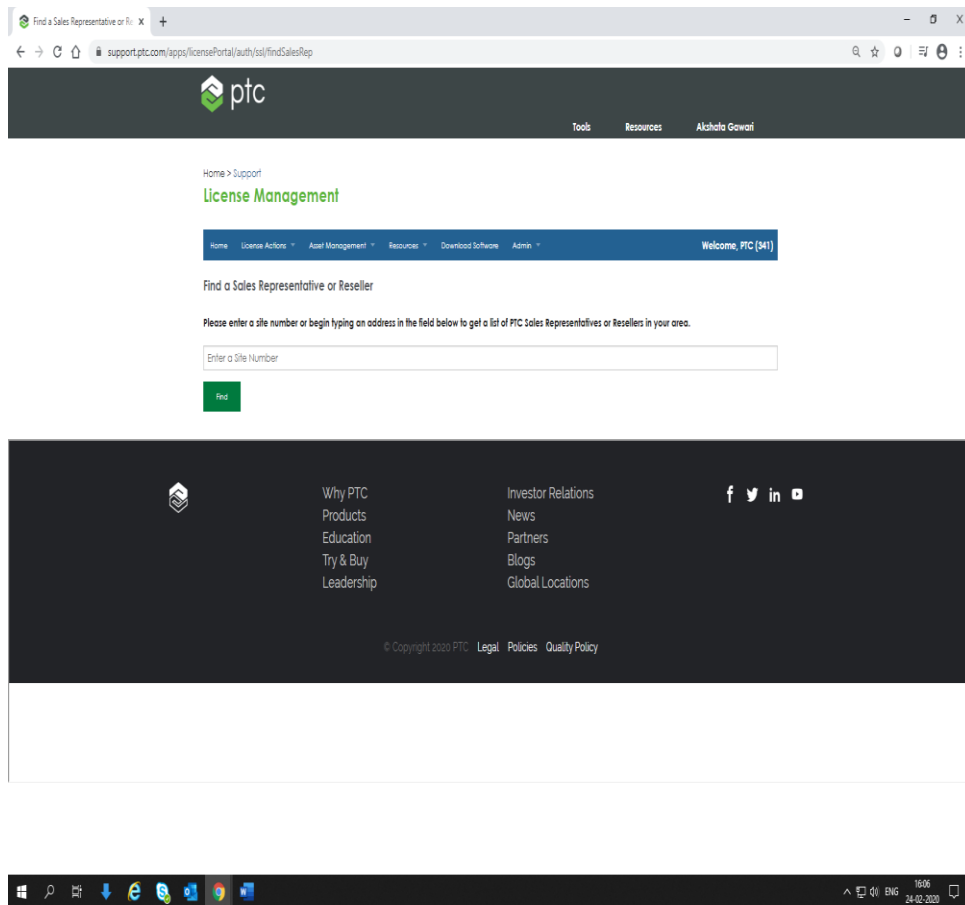 Find a Sales Representative or Re
support.ptc.com/apps/licensePortal/auth/ssl/findSalesRep
ptc
Tools Resources Akshata Gawari
Home > Support
License Management
Home License Actions Asset Management Resources Download Software Admin Welcome, PTC (341)
Find a Sales Representative or Reseller
Please enter a site number or begin typing an address in the field below to get a list of PTC Sales Representatives or Resellers in your area.
Enter a Site Number
Find
Why PTC Investor Relations
Products News
Education Partners
Try & Buy Blogs
Leadership Global Locations
© Copyright 2020 PTC Legal Policies Quality Policy
ENG 16:06
24-02-2020